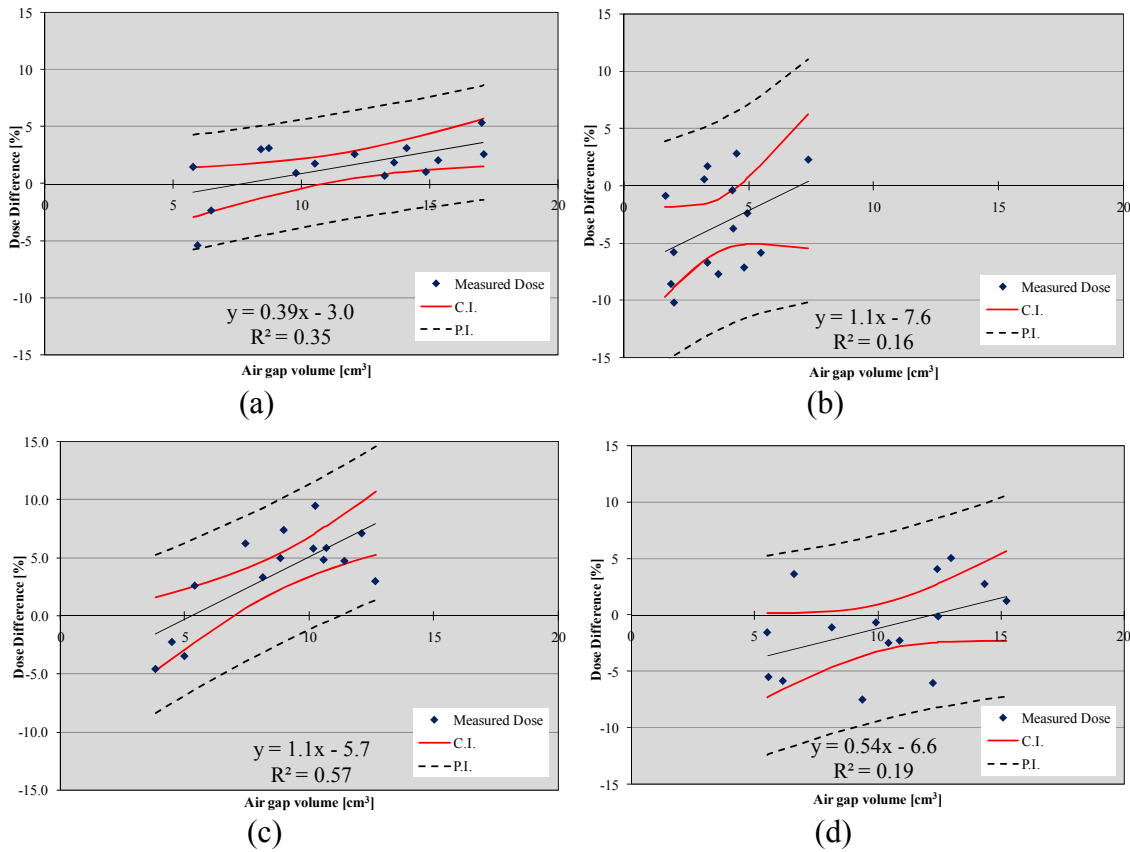 15
10
5
0
-5
-10
-15
0
5
10
15
20
Dose Difference [%]
Air gap volume [cm³]
Measured Dose
C.I.
P.I.
y = 0.39x - 3.0
R² = 0.35
(a)
15
10
5
0
-5
-10
-15
0
5
10
15
20
Dose Difference [%]
Air gap volume [cm³]
Measured Dose
C.I.
P.I.
y = 1.1x - 7.6
R² = 0.16
(b)
15.0
10.0
5.0
0.0
-5.0
-10.0
-15.0
0
5
10
15
20
Dose Difference [%]
Air gap volume [cm³]
Measured Dose
C.I.
P.I.
y = 1.1x - 5.7
R² = 0.57
(c)
15
10
5
0
-5
-10
-15
0
5
10
15
20
Dose Difference [%]
Air gap volume [cm³]
Measured Dose
C.I.
P.I.
y = 0.54x - 6.6
R² = 0.19
(d)